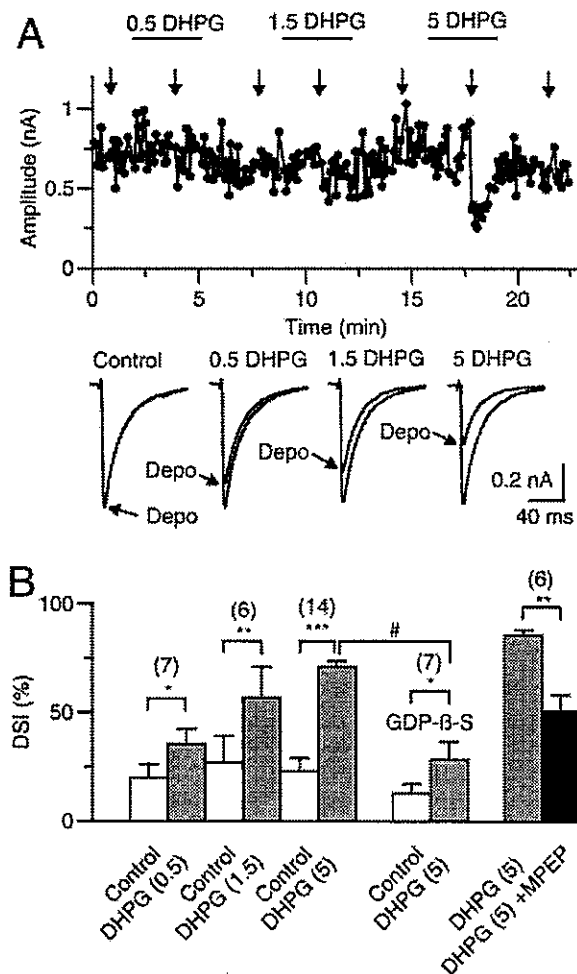 A
0.5 DHPG 1.5 DHPG 5 DHPG
1
0.5
0
Amplitude (nA)
0 5 10 15 20
Time (min)
Control 0.5 DHPG 1.5 DHPG 5 DHPG
Depo
Depo
Depo
Depo
0.2 nA
40 ms
B
100
50
0
DSI (%)
(7)
*
(6)
**
(14)
***
#
(7)
*
GDP-ß-S
(6)
**
Control
DHPG (0.5)
Control
DHPG (1.5)
Control
DHPG (5)
Control
DHPG (5)
DHPG (5)
DHPG (5) +MPEP